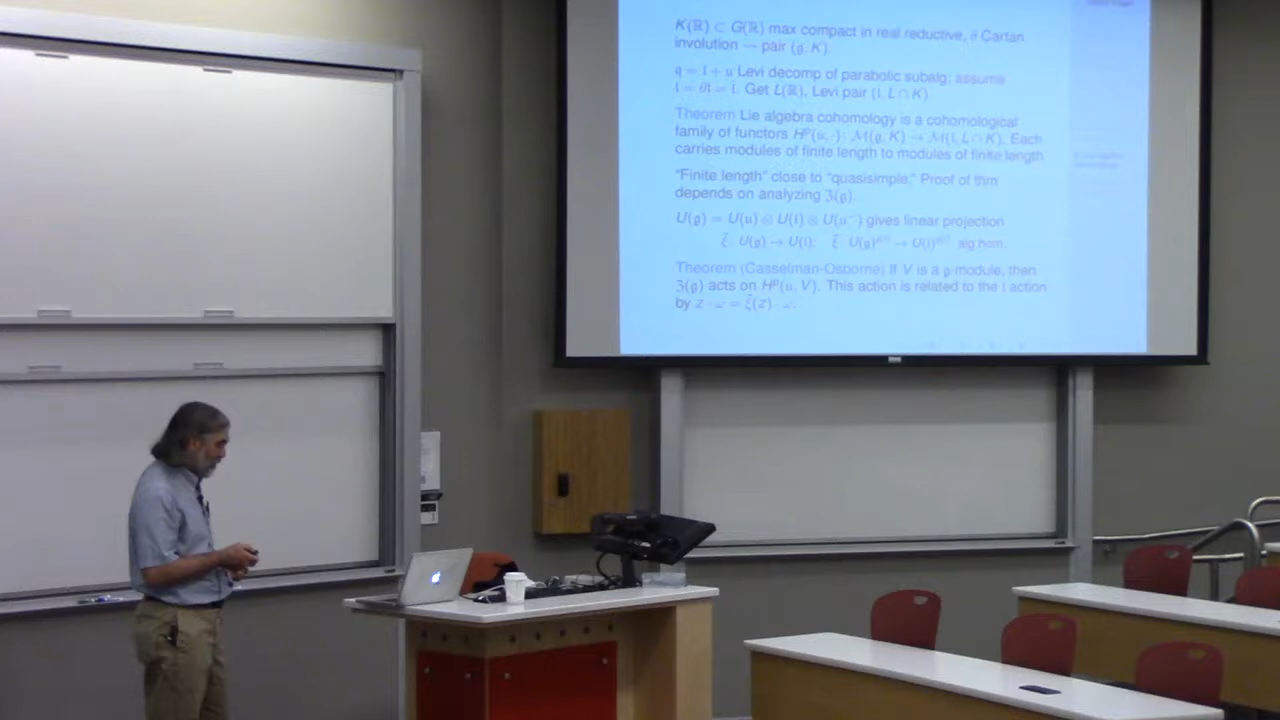 K(ℝ) ⊂ G(ℝ) max compact in real reductive, θ Cartan
involution ⇝ pair (𝔤, K).
𝔮 = 𝔩 + 𝔲 Levi decomp of parabolic subalg; assume
𝔩 = θ𝔩 = 𝔩. Get L(ℝ), Levi pair (𝔩, L ∩ K)
Theorem Lie algebra cohomology is a cohomological
family of functors Hᵖ(𝔲, ·): ℳ(𝔤, K) → ℳ(𝔩, L ∩ K). Each
carries modules of finite length to modules of finite length.
"Finite length" close to "quasisimple." Proof of thm
depends on analyzing ℨ(𝔤).
U(𝔤) = U(𝔲) ⊗ U(𝔩) ⊗ U(𝔲⁻) gives linear projection
ξ̃: U(𝔤) → U(𝔩); alg hom.
Theorem (Casselman-Osborne) If V is a 𝔤-module, then
ℨ(𝔤) acts on Hᵖ(𝔲, V). This action is related to the 𝔩 action
by z · ω = ξ̃(z) · ω.